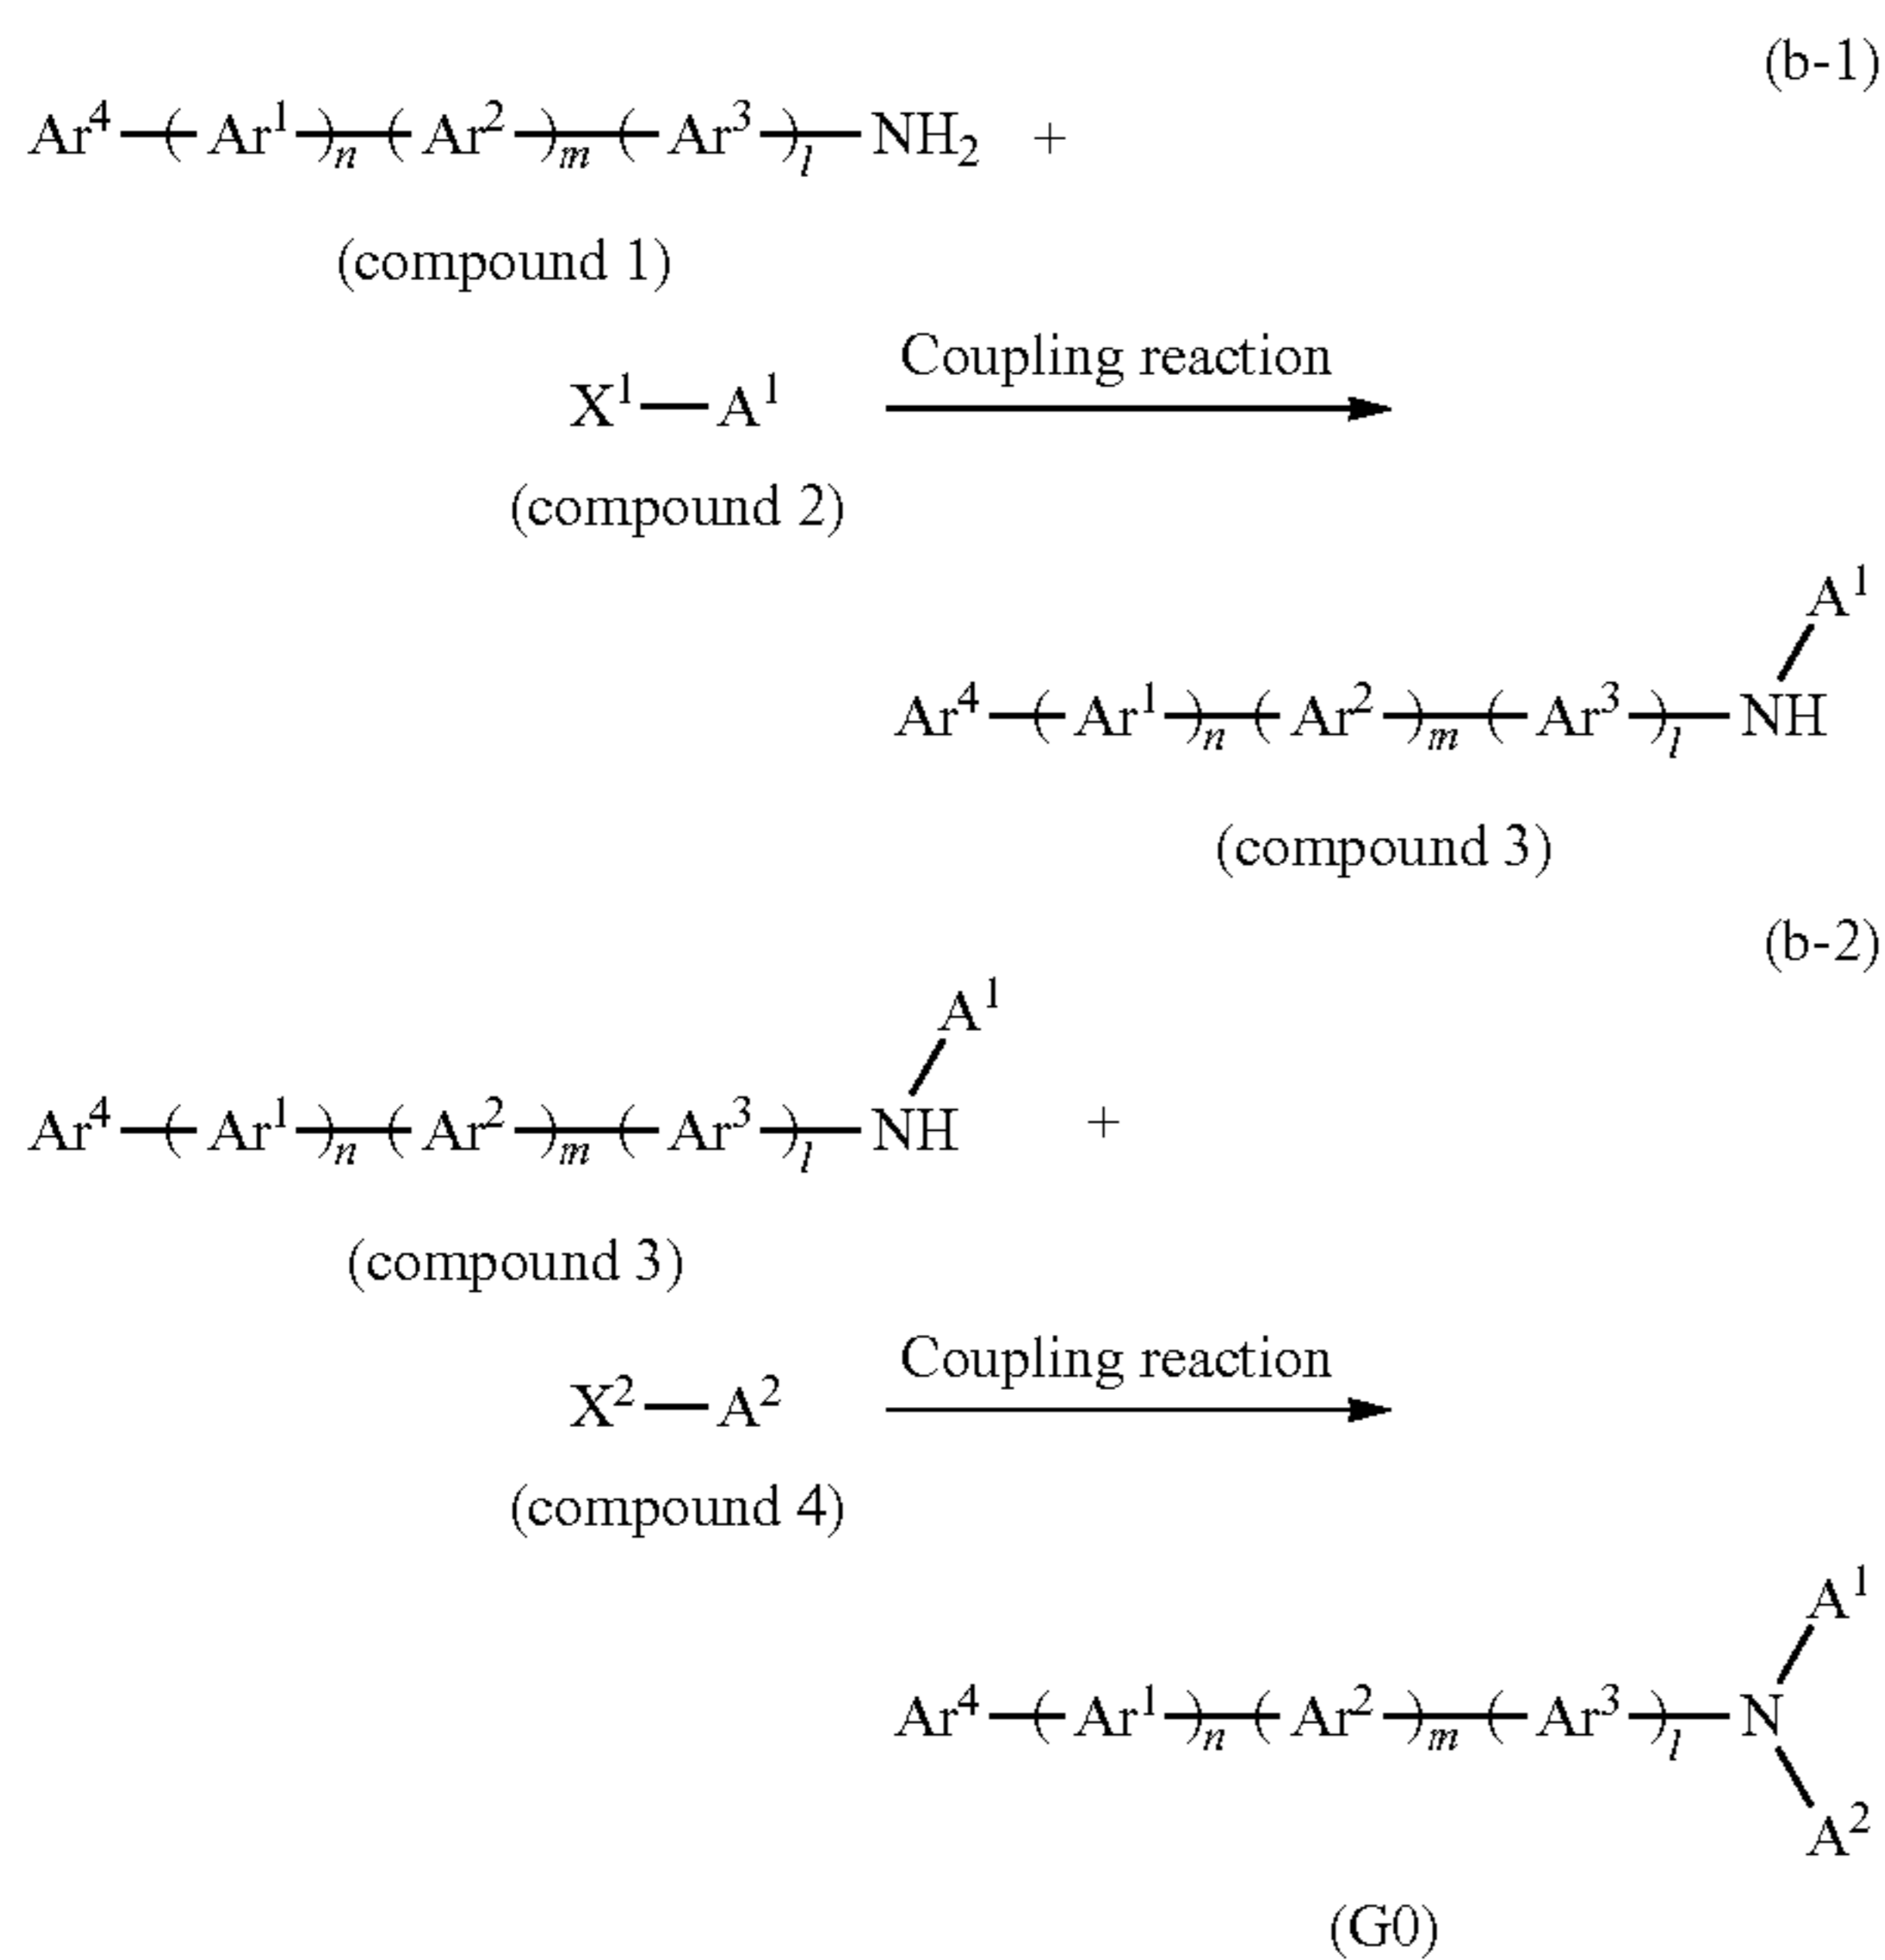 (b-1)
Ar⁴—(Ar¹)ₙ—(Ar²)ₘ—(Ar³)ₗ—NH₂ +
(compound 1)
Coupling reaction
X¹—A¹
(compound 2)
A¹
Ar⁴—(Ar¹)ₙ—(Ar²)ₘ—(Ar³)ₗ—NH
(compound 3)
(b-2)
A¹
Ar⁴—(Ar¹)ₙ—(Ar²)ₘ—(Ar³)ₗ—NH +
(compound 3)
Coupling reaction
X²—A²
(compound 4)
A¹
Ar⁴—(Ar¹)ₙ—(Ar²)ₘ—(Ar³)ₗ—N
A²
(G0)